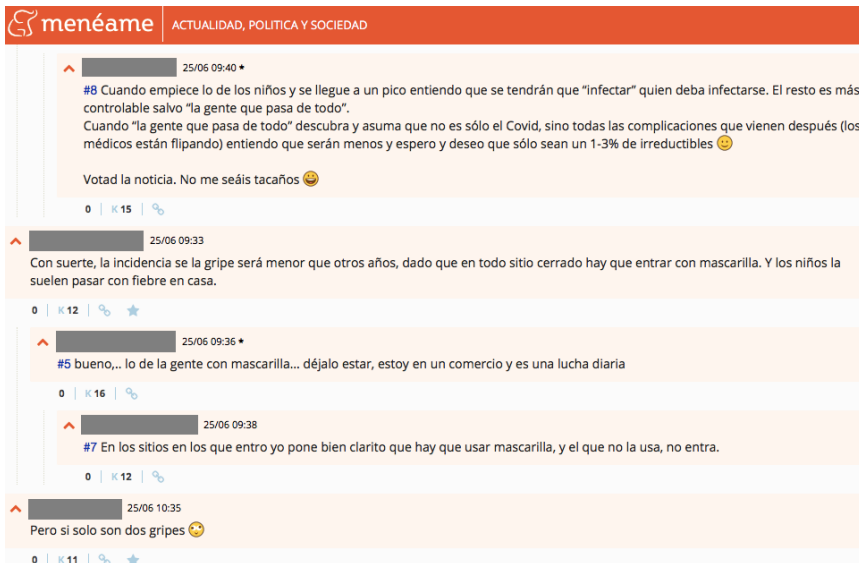 menéame
ACTUALIDAD, POLITICA Y SOCIEDAD
25/06 09:40 *
#8 Cuando empiece lo de los niños y se llegue a un pico entiendo que se tendrán que “infectar” quien deba infectarse. El resto es más
controlable salvo “la gente que pasa de todo”.
Cuando “la gente que pasa de todo” descubra y asuma que no es sólo el Covid, sino todas las complicaciones que vienen después (los
médicos están flipando) entiendo que serán menos y espero y deseo que sólo sean un 1-3% de irreductibles
Votad la noticia. No me seáis tacaños
0 K 15
25/06 09:33
Con suerte, la incidencia se la gripe será menor que otros años, dado que en todo sitio cerrado hay que entrar con mascarilla. Y los niños la
suelen pasar con fiebre en casa.
0 K 12
25/06 09:36 *
#5 bueno,.. lo de la gente con mascarilla... déjalo estar, estoy en un comercio y es una lucha diaria
0 K 16
25/06 09:38
#7 En los sitios en los que entro yo pone bien clarito que hay que usar mascarilla, y el que no la usa, no entra.
0 K 12
25/06 10:35
Pero si solo son dos gripes
0 K 11